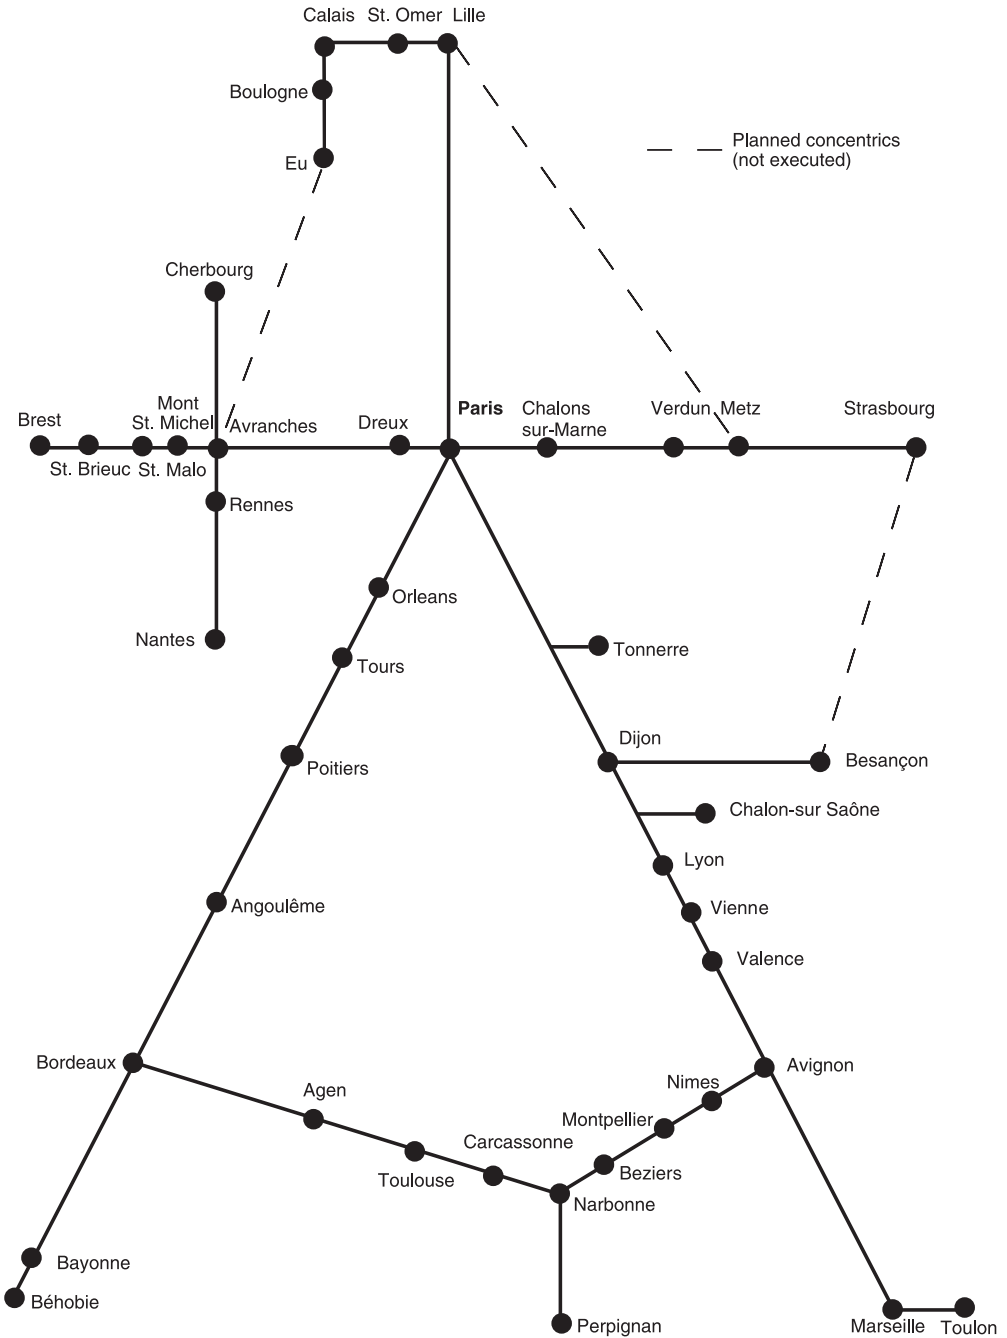 Calais St. Omer Lille
Boulogne
Planned concentrics
(not executed)
Eu
Cherbourg
Mont
St. Michel
Brest
Avranches
Dreux
Paris
Chalons
sur-Marne
Verdun Metz
Strasbourg
St. Brieuc St. Malo
Rennes
Orleans
Nantes
Tonnerre
Tours
Dijon
Besançon
Poitiers
Chalon-sur Saône
Lyon
Angoulême
Vienne
Valence
Bordeaux
Avignon
Nimes
Agen
Montpellier
Carcassonne
Toulouse
Beziers
Narbonne
Bayonne
Béhobie
Perpignan
Marseille Toulon